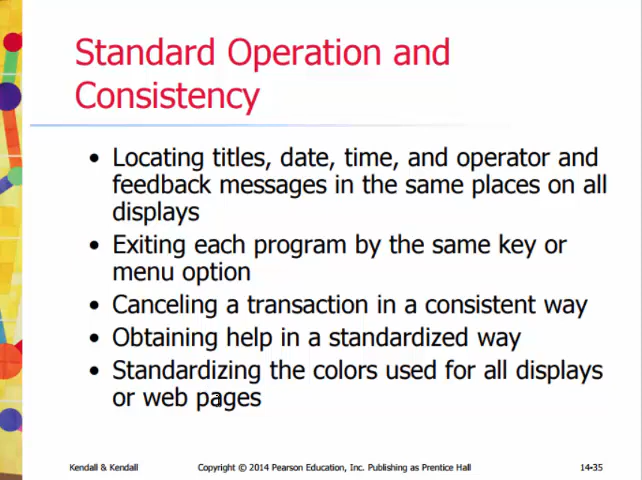 Standard Operation and
Consistency
• Locating titles, date, time, and operator and
feedback messages in the same places on all
displays
• Exiting each program by the same key or
menu option
• Canceling a transaction in a consistent way
• Obtaining help in a standardized way
• Standardizing the colors used for all displays
or web pages
Kendall & Kendall
Copyright © 2014 Pearson Education, Inc. Publishing as Prentice Hall
14-35